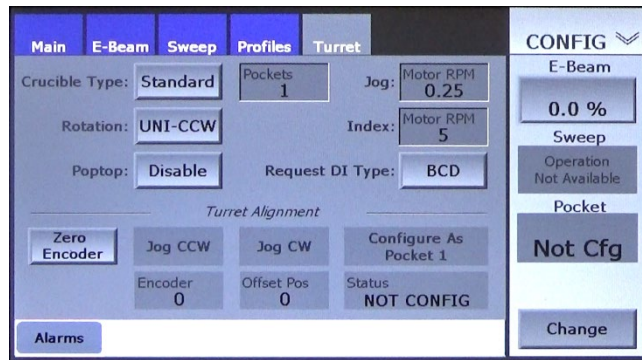 Main E-Beam Sweep Profiles Turret
CONFIG
Crucible Type: Standard
Pockets
1
Jog:
Motor RPM
0.25
Rotation: UNI-CCW
Index:
Motor RPM
5
Poptop: Disable
Request DI Type: BCD
Turret Alignment
Zero
Encoder
Jog CCW
Jog CW
Configure As
Pocket 1
Encoder
0
Offset Pos
0
Status
NOT CONFIG
Alarms
E-Beam
0.0 %
Sweep
Operation
Not Available
Pocket
Not Cfg
Change